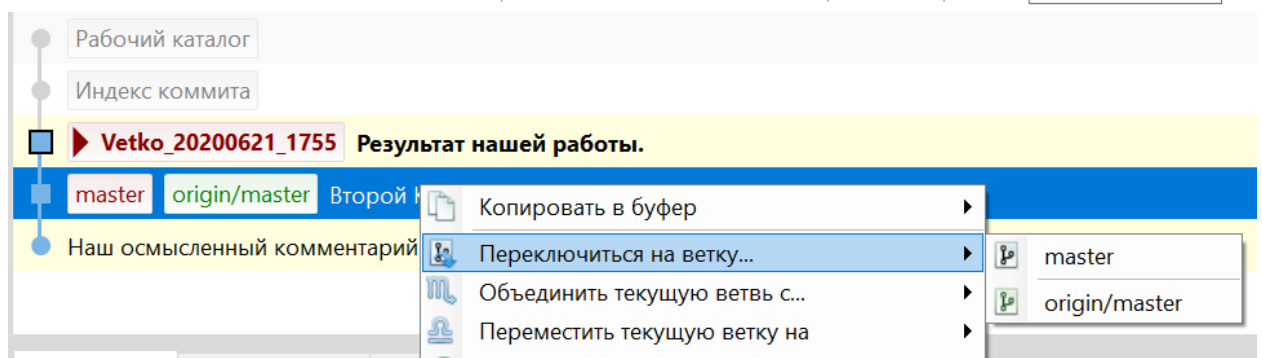 Рабочий каталог
Индекс коммита
Vetko_20200621_1755 Результат нашей работы.
master origin/master Второй
Наш осмысленный комментарий
Копировать в буфер
Переключиться на ветку...
Объединить текущую ветвь с...
Переместить текущую ветку на
master
origin/master